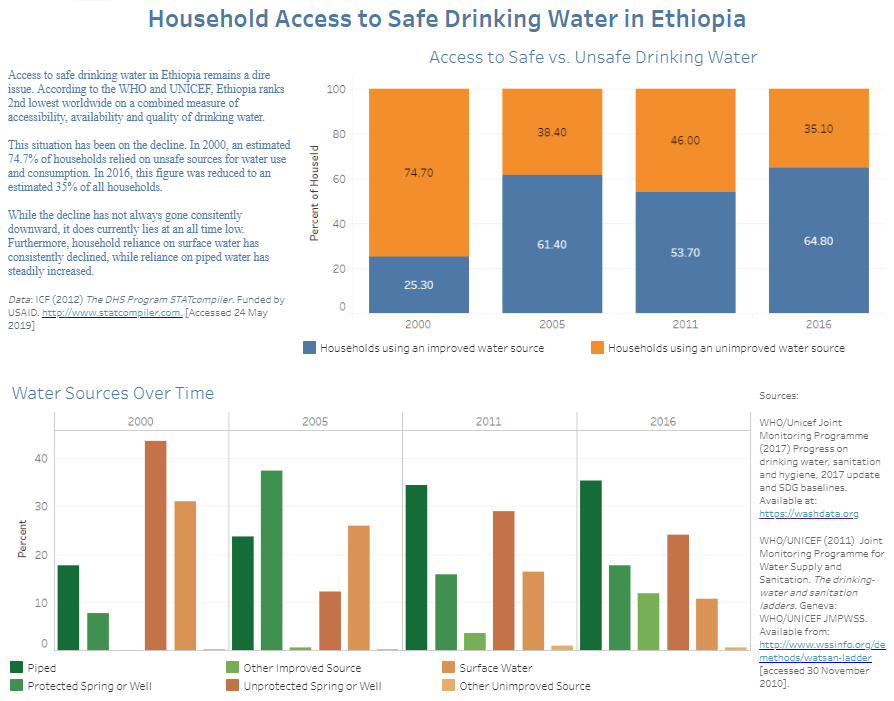 Household Access to Safe Drinking Water in Ethiopia
Access to safe drinking water in Ethiopia remains a dire
issue. According to the WHO and UNICEF, Ethiopia ranks
2nd lowest worldwide on a combined measure of
accessibility, availability and quality of drinking water.
This situation has been on the decline. In 2000, an estimated
74.7% of households relied on unsafe sources for water use
and consumption. In 2016, this figure was reduced to an
estimated 35% of all households.
While the decline has not always gone consitently
downward, it does currently lies at an all time low.
Furthermore, household reliance on surface water has
consistently declined, while reliance on piped water has
steadily increased.
Data: ICF (2012) The DHS Program STATcompiler. Funded by
USAID. http://www.statcompiler.com. [Accessed 24 May
2019]
Access to Safe vs. Unsafe Drinking Water
Percent of Houseld
100
80
60
40
20
0
74.70
38.40
46.00
35.10
25.30
61.40
53.70
64.80
2000
2005
2011
2016
Households using an improved water source
Households using an unimproved water source
Water Sources Over Time
2000
2005
2011
2016
Percent
40
30
20
10
0
Piped
Other Improved Source
Surface Water
Protected Spring or Well
Unprotected Spring or Well
Other Unimproved Source
Sources:
WHO/Unicef Joint
Monitoring Programme
(2017) Progress on
drinking water, sanitation
and hygiene, 2017 update
and SDG baselines.
Available at:
https://washdata.org
WHO/UNICEF (2011) Joint
Monitoring Programme for
Water Supply and
Sanitation. The drinking-
water and sanitation
ladders. Geneva:
WHO/UNICEF JMPWSS.
Available from:
http://www.wssinfo.org/de
methods/watsan-ladder
[accessed 30 November
2010].